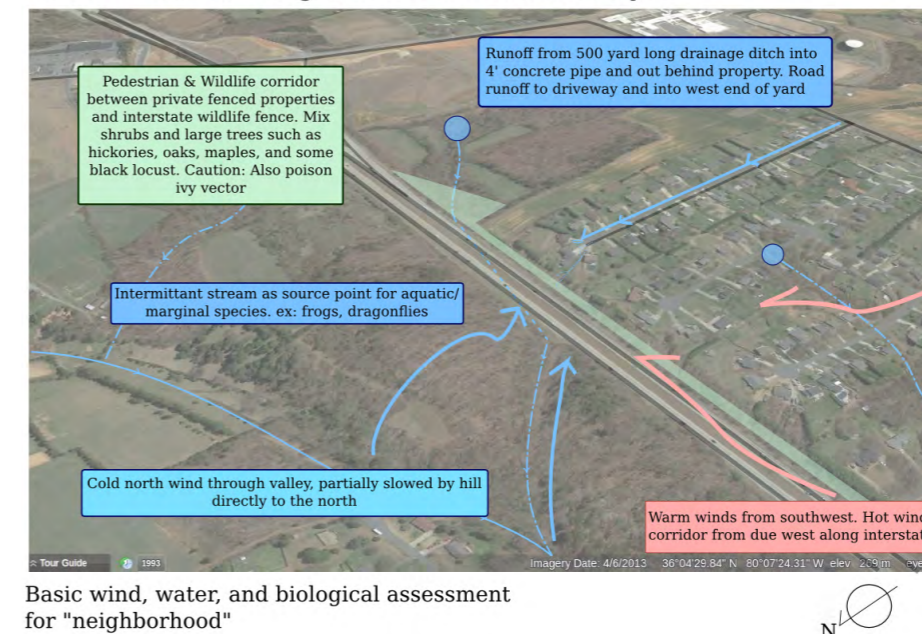 Runoff from 500 yard long drainage ditch into
4' concrete pipe and out behind property. Road
runoff to driveway and into west end of yard
Pedestrian & Wildlife corridor
between private fenced properties
and interstate wildlife fence. Mix
shrubs and large trees such as
hickories, oaks, maples, and some
black locust. Caution: Also poison
ivy vector
Intermittant stream as source point for aquatic/
marginal species. ex: frogs, dragonflies
Cold north wind through valley, partially slowed by hill
directly to the north
Warm winds from southwest. Hot wind
corridor from due west along interstat
Tour Guide
1993
Imagery Date: 4/6/2013 36°04'29.84" N 80°07'24.31" W elev 269 m eye
Basic wind, water, and biological assessment
for "neighborhood"
N